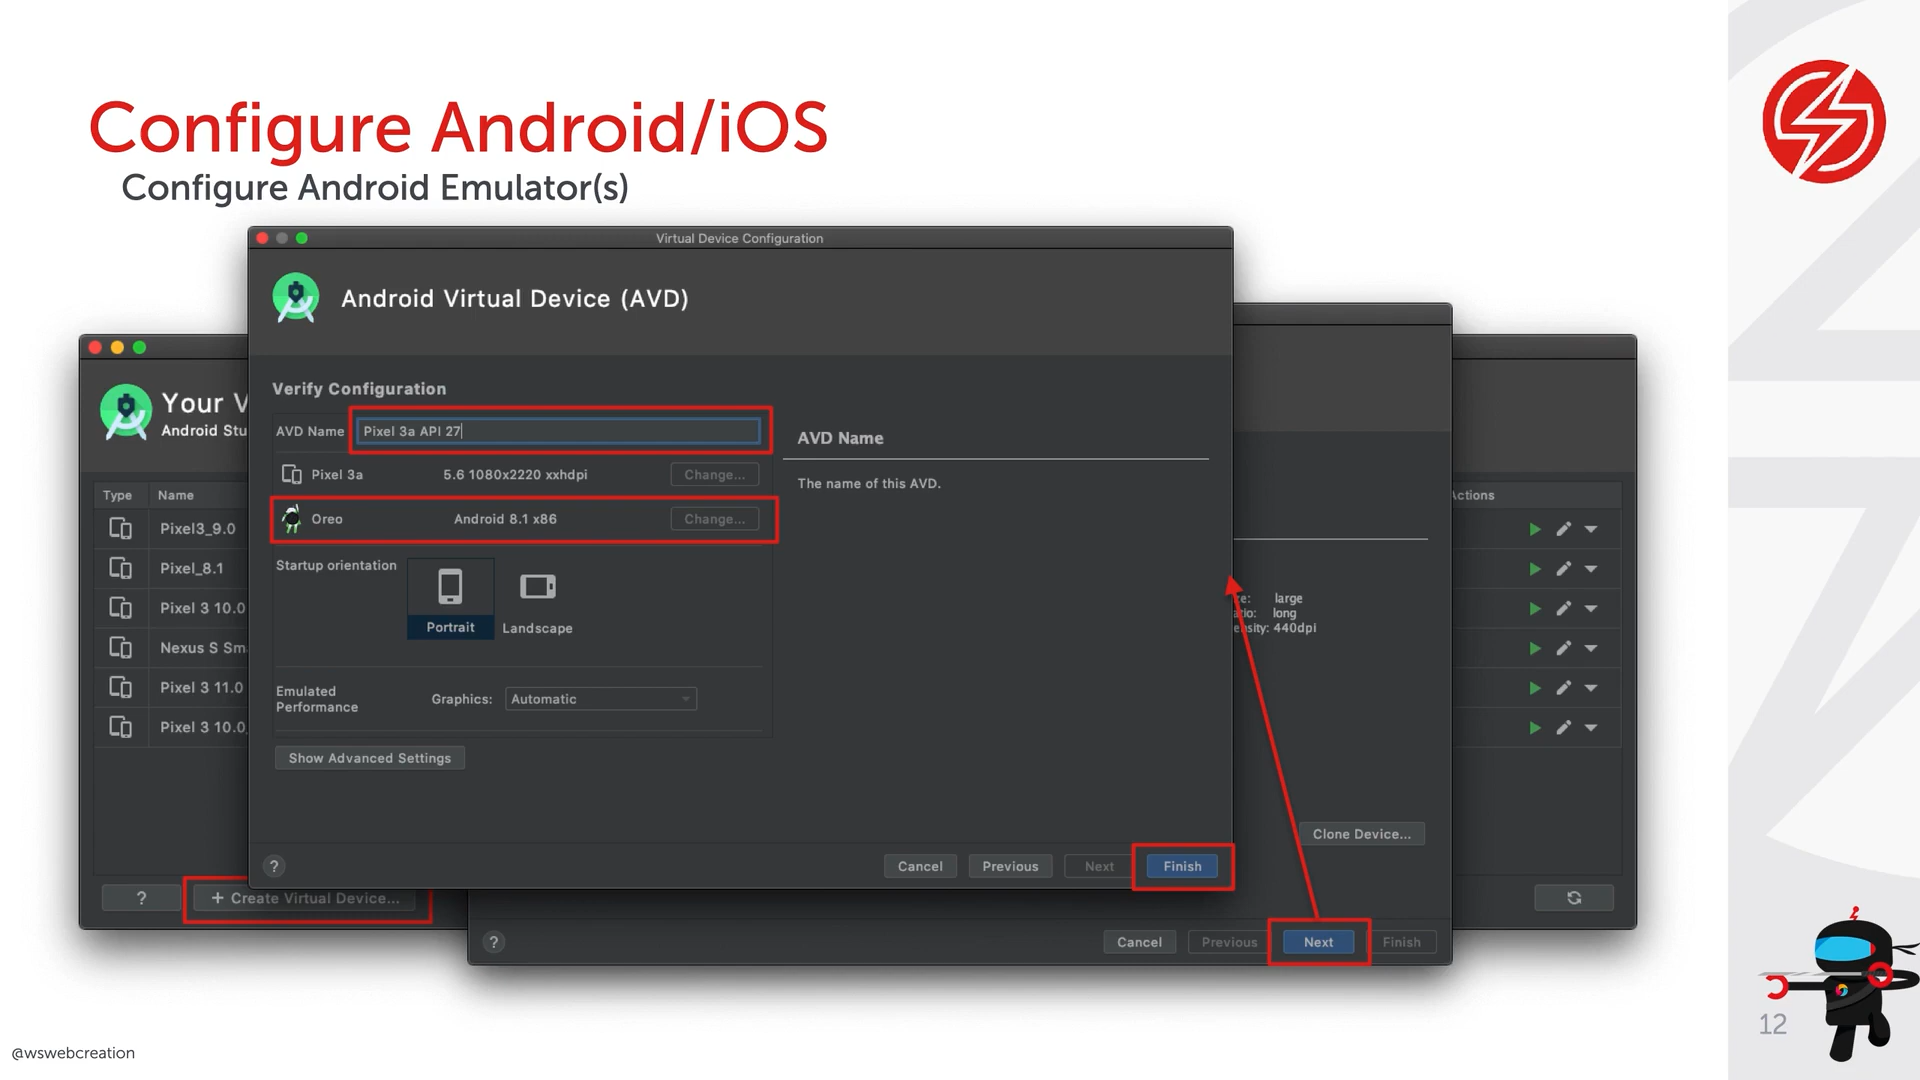 Configure Android/iOS
Configure Android Emulator(s)
Virtual Device Configuration
Android Virtual Device (AVD)
Your V
Android Stu
Type Name
Pixel3_9.0
Pixel_8.1
Pixel 3 10.0
Nexus S Sm
Pixel 3 11.0
Pixel 3 10.0_
? + Create Virtual Device...
Verify Configuration
AVD Name Pixel 3a API 27
Pixel 3a 5.6 1080x2220 xxhdpi Change...
Oreo Android 8.1 x86 Change...
Startup orientation
Portrait Landscape
Emulated
Performance
Graphics: Automatic
Show Advanced Settings
AVD Name
The name of this AVD.
? Cancel Previous Next Finish
large
long
440dpi
Clone Device...
? Cancel Previous Next Finish
Actions
12
@wswebcreation